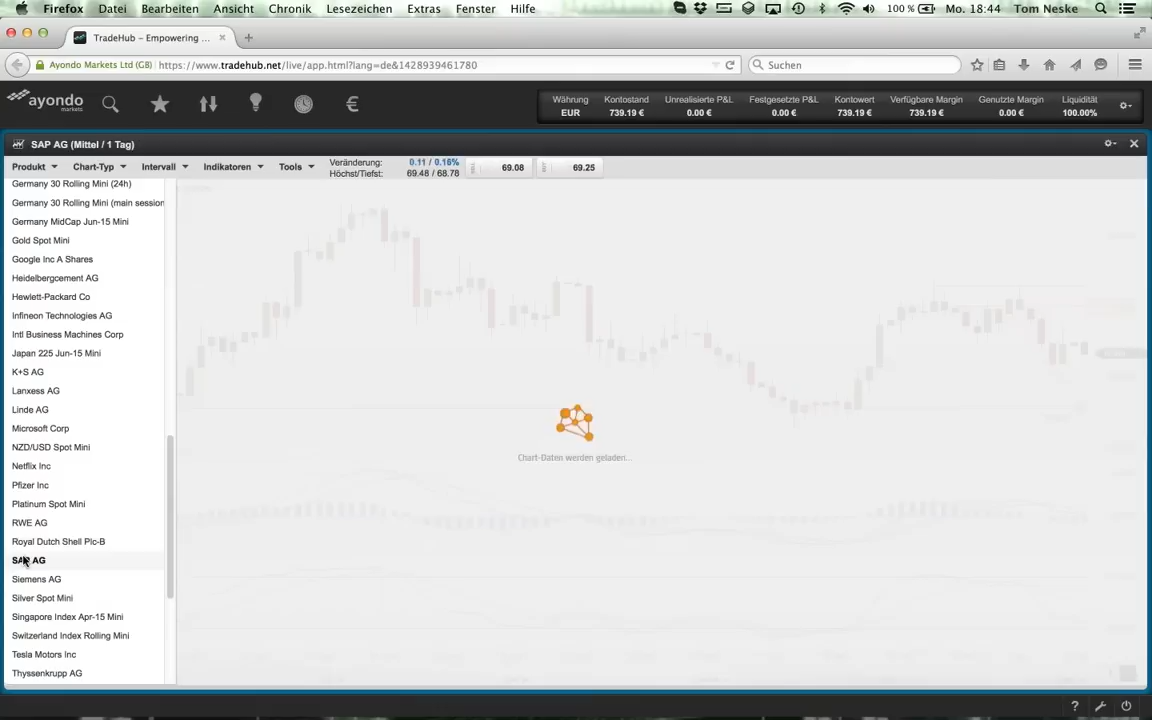 Firefox Datei Bearbeiten Ansicht Chronik Lesezeichen Extras Fenster Hilfe 100 % Mo. 18:44 Tom Neske
TradeHub – Empowering ...
Ayondo Markets Ltd (GB) https://www.tradehub.net/live/app.html?lang=de&1428939461780 Suchen
ayondo markets
Währung Kontostand Unrealisierte P&L Festgesetzte P&L Kontowert Verfügbare Margin Genutzte Margin Liquidität
EUR 739.19 € 0.00 € 0.00 € 739.19 € 739.19 € 0.00 € 100.00%
SAP AG (Mittel / 1 Tag)
Produkt Chart-Typ Intervall Indikatoren Tools Veränderung: 0.11 / 0.16% 69.08 69.25
Höchst/Tiefst: 69.48 / 68.78
Germany 30 Rolling Mini (24h)
Germany 30 Rolling Mini (main session
Germany MidCap Jun-15 Mini
Gold Spot Mini
Google Inc A Shares
Heidelbergcement AG
Hewlett-Packard Co
Infineon Technologies AG
Intl Business Machines Corp
Japan 225 Jun-15 Mini
K+S AG
Lanxess AG
Linde AG
Microsoft Corp
NZD/USD Spot Mini
Netflix Inc
Pfizer Inc
Platinum Spot Mini
RWE AG
Royal Dutch Shell Plc-B
SAP AG
Siemens AG
Silver Spot Mini
Singapore Index Apr-15 Mini
Switzerland Index Rolling Mini
Tesla Motors Inc
Thyssenkrupp AG
Chart-Daten werden geladen...